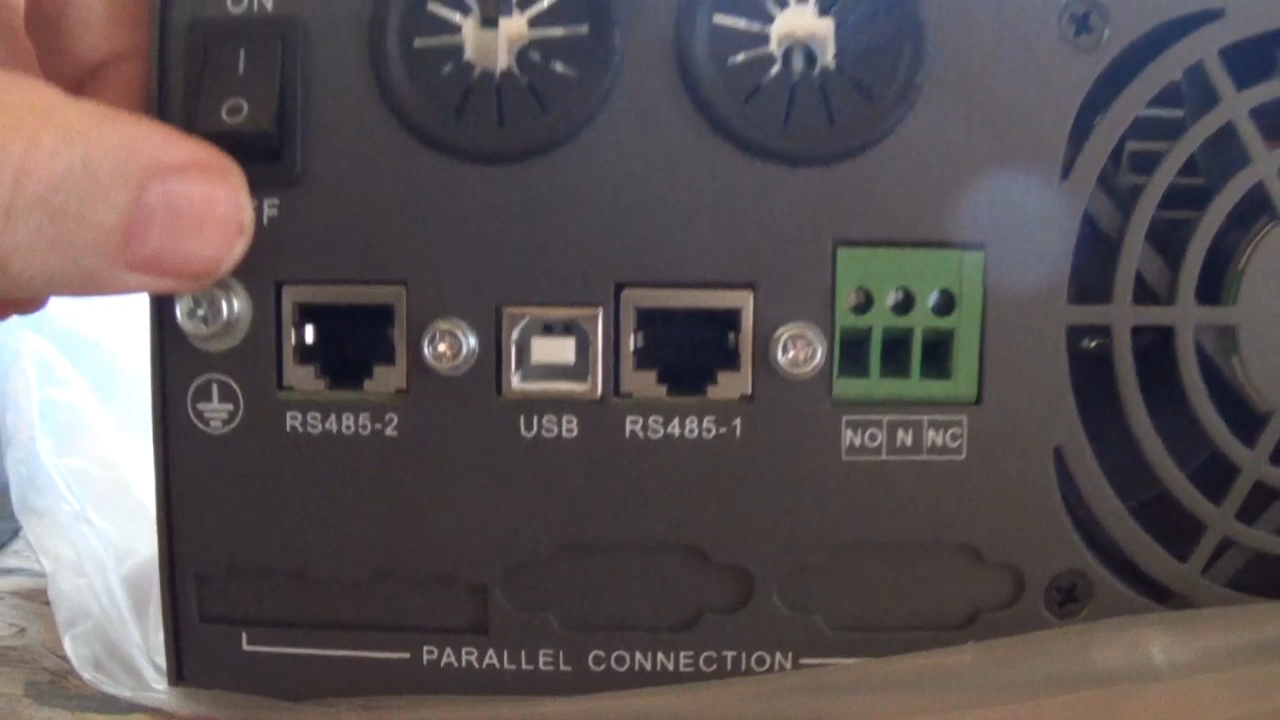 ON
I
O
RS485-2
USB
RS485-1
NO N NC
PARALLEL CONNECTION